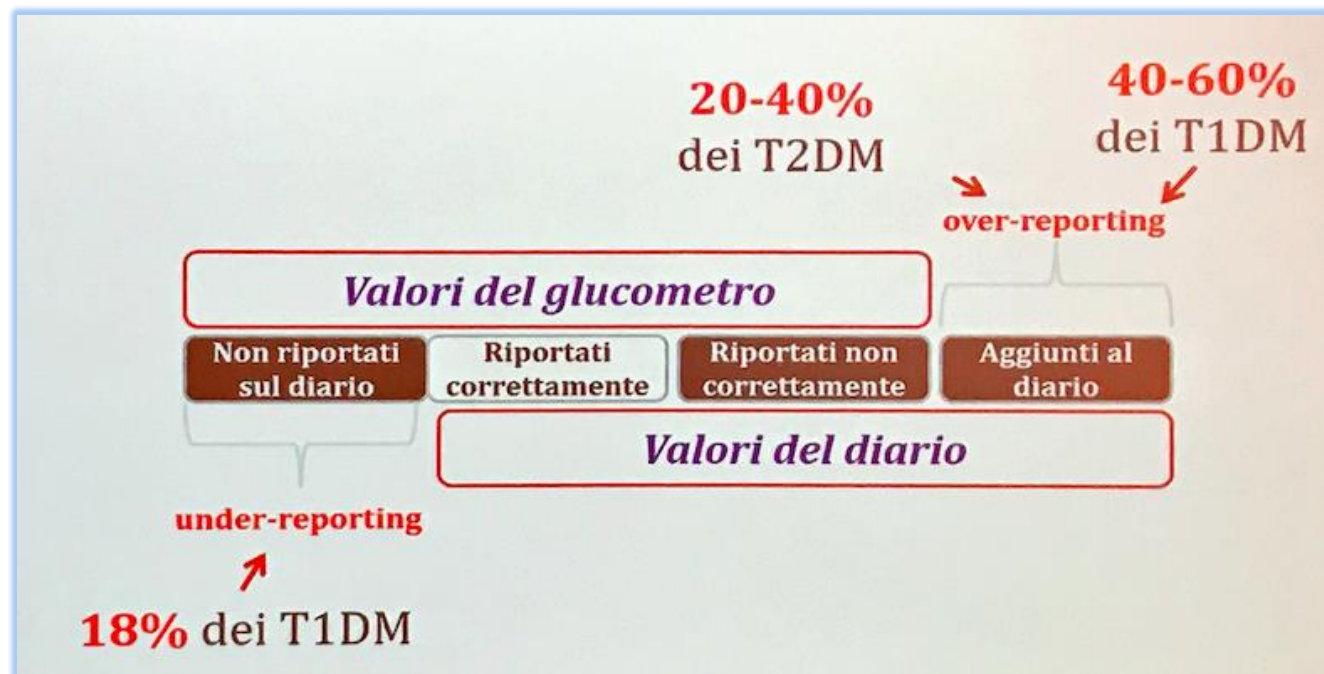 20-40%
dei T2DM
40-60%
dei T1DM
over-reporting
Valori del glucometro
Non riportati
sul diario
Riportati
correttamente
Riportati non
correttamente
Aggiunti al
diario
Valori del diario
under-reporting
18% dei T1DM